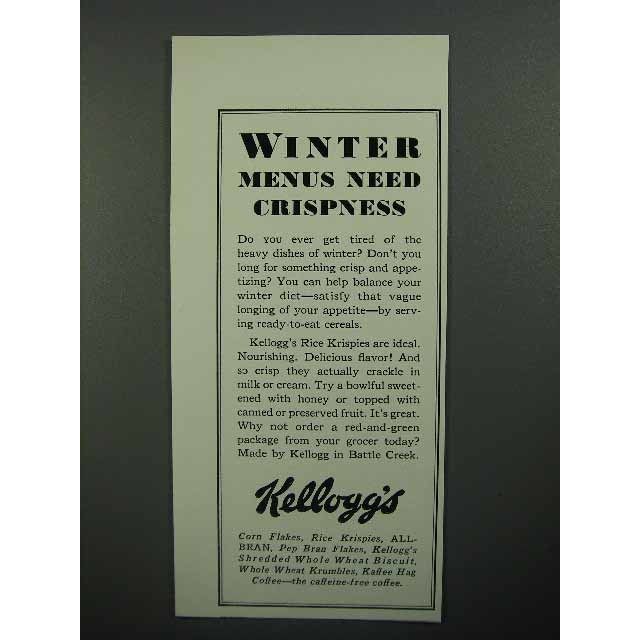 WINTER
MENUS NEED
CRISPNESS
Do you ever get tired of the
heavy dishes of winter? Don't you
long for something crisp and appe-
tizing? You can help balance your
winter diet—satisfy that vague
longing of your appetite—by serv-
ing ready-to-eat cereals.
Kellogg's Rice Krispies are ideal.
Nourishing. Delicious flavor! And
so crisp they actually crackle in
milk or cream. Try a bowlful sweet-
ened with honey or topped with
canned or preserved fruit. It's great.
Why not order a red-and-green
package from your grocer today?
Made by Kellogg in Battle Creek.
Kellogg's
Corn Flakes, Rice Krispies, ALL-
BRAN, Pep Bran Flakes, Kellogg's
Shredded Whole Wheat Biscuit,
Whole Wheat Krumbles, Kaffee Hag
Coffee—the caffeine-free coffee.